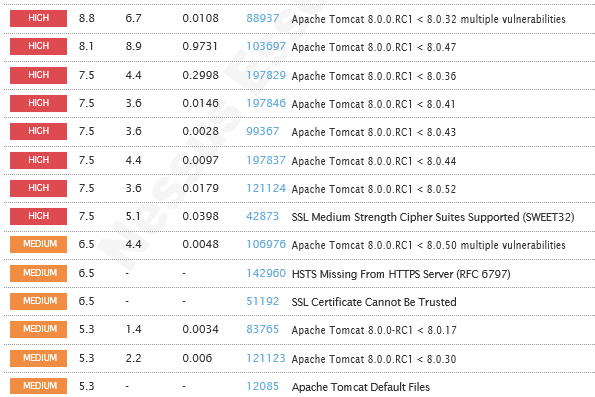 HIGH 8.8 6.7 0.0108 88937 Apache Tomcat 8.0.0.RC1 < 8.0.32 multiple vulnerabilities
HIGH 8.1 8.9 0.9731 103697 Apache Tomcat 8.0.0.RC1 < 8.0.47
HIGH 7.5 4.4 0.2998 197829 Apache Tomcat 8.0.0.RC1 < 8.0.36
HIGH 7.5 3.6 0.0146 197846 Apache Tomcat 8.0.0.RC1 < 8.0.41
HIGH 7.5 3.6 0.0028 99367 Apache Tomcat 8.0.0.RC1 < 8.0.43
HIGH 7.5 4.4 0.0097 197837 Apache Tomcat 8.0.0.RC1 < 8.0.44
HIGH 7.5 3.6 0.0179 121124 Apache Tomcat 8.0.0.RC1 < 8.0.52
HIGH 7.5 5.1 0.0398 42873 SSL Medium Strength Cipher Suites Supported (SWEET32)
MEDIUM 6.5 4.4 0.0048 106976 Apache Tomcat 8.0.0.RC1 < 8.0.50 multiple vulnerabilities
MEDIUM 6.5 - - 142960 HSTS Missing From HTTPS Server (RFC 6797)
MEDIUM 6.5 - - 51192 SSL Certificate Cannot Be Trusted
MEDIUM 5.3 1.4 0.0034 83765 Apache Tomcat 8.0.0-RC1 < 8.0.17
MEDIUM 5.3 2.2 0.006 121123 Apache Tomcat 8.0.0.RC1 < 8.0.30
MEDIUM 5.3 - - 12085 Apache Tomcat Default Files
Nessus